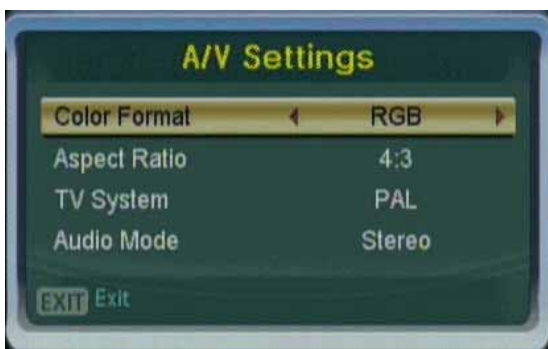 A/V Settings
Color Format RGB
Aspect Ratio 4:3
TV System PAL
Audio Mode Stereo
EXIT Exit